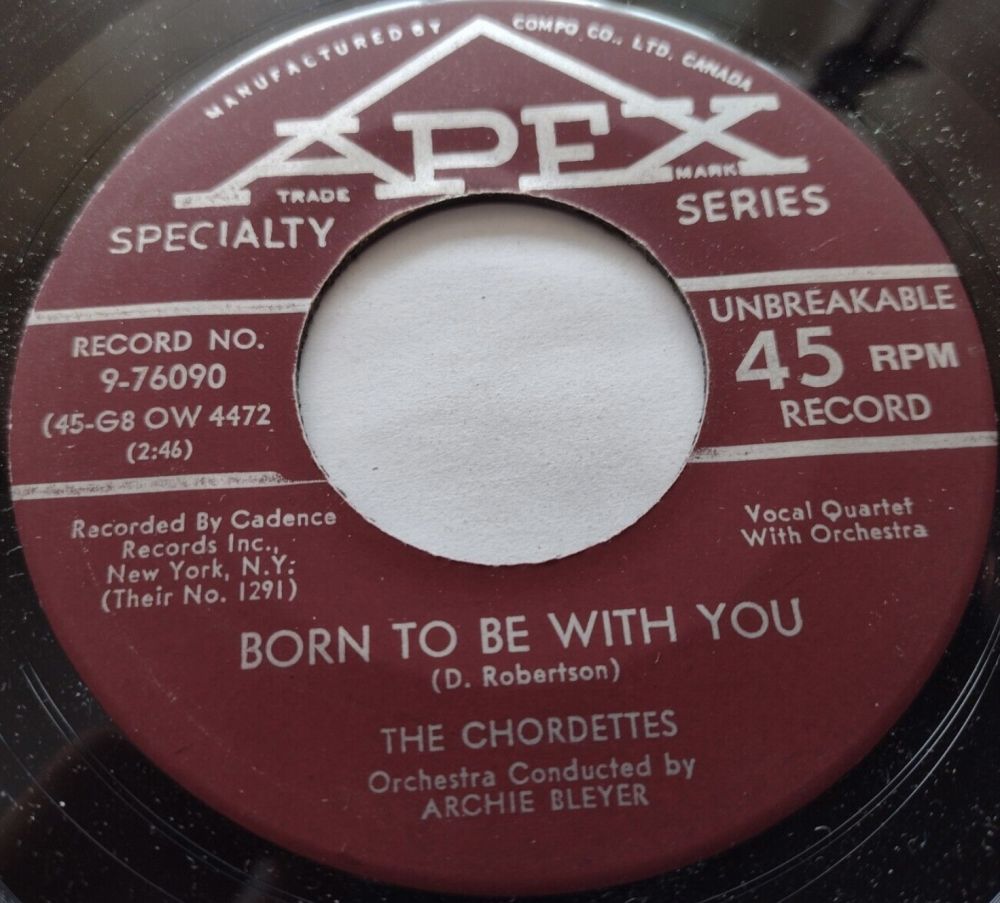 MANUFACTURED BY COMPO CO., LTD. CANADA
APEX
TRADE MARK
SPECIALTY SERIES
RECORD NO.
9-76090
(45-G8 OW 4472
(2:46)
UNBREAKABLE
45 RPM
RECORD
Recorded By Cadence
Records Inc.,
New York, N.Y:
(Their No. 1291)
Vocal Quartet
With Orchestra
BORN TO BE WITH YOU
(D. Robertson)
THE CHORDETTES
Orchestra Conducted by
ARCHIE BLEYER